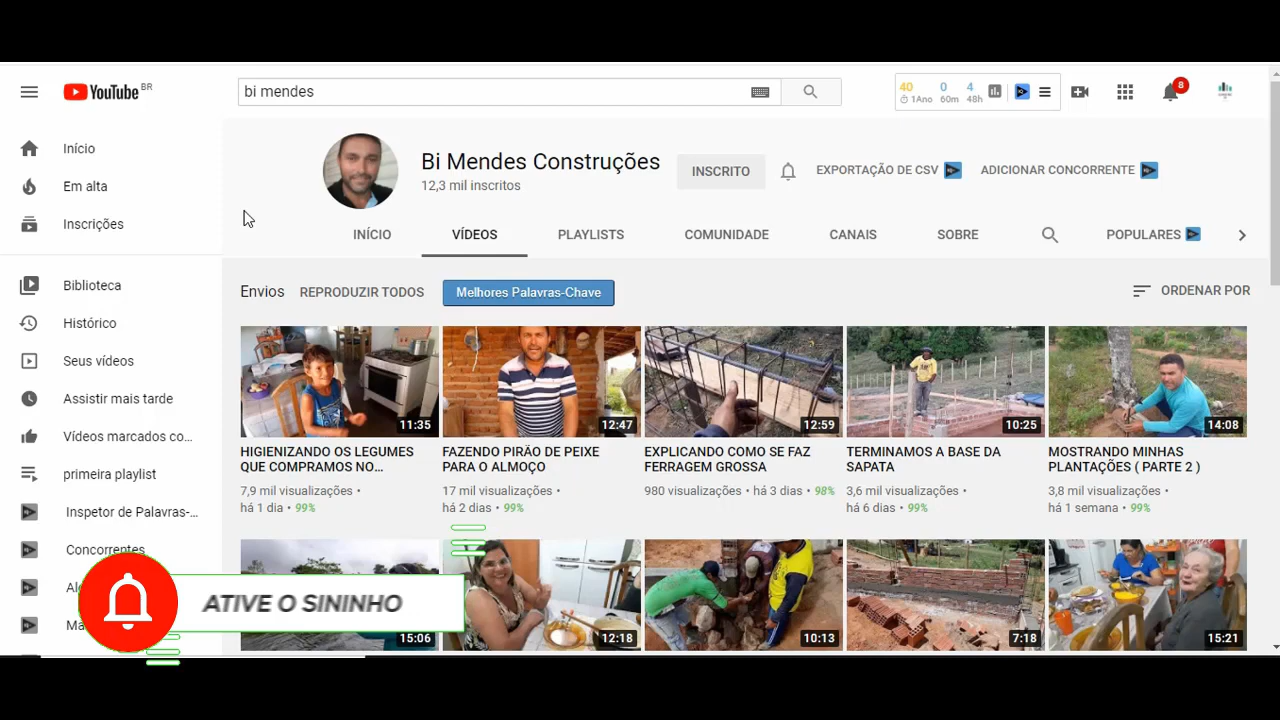 YouTube BR
bi mendes
40 0 4
1Ano 60m 48h
8
Início
Em alta
Inscrições
Biblioteca
Histórico
Seus vídeos
Assistir mais tarde
Vídeos marcados co...
primeira playlist
Inspetor de Palavras-...
Concorrentes
Bi Mendes Construções
12,3 mil inscritos
INSCRITO
EXPORTAÇÃO DE CSV
ADICIONAR CONCORRENTE
INÍCIO
VÍDEOS
PLAYLISTS
COMUNIDADE
CANAIS
SOBRE
POPULARES
Envios
REPRODUZIR TODOS
Melhores Palavras-Chave
ORDENAR POR
11:35
12:47
12:59
10:25
14:08
HIGIENIZANDO OS LEGUMES
QUE COMPRAMOS NO...
7,9 mil visualizações •
há 1 dia • 99%
FAZENDO PIRÃO DE PEIXE
PARA O ALMOÇO
17 mil visualizações •
há 2 dias • 99%
EXPLICANDO COMO SE FAZ
FERRAGEM GROSSA
980 visualizações • há 3 dias • 98%
TERMINAMOS A BASE DA
SAPATA
3,6 mil visualizações •
há 6 dias • 99%
MOSTRANDO MINHAS
PLANTAÇÕES ( PARTE 2 )
3,8 mil visualizações •
há 1 semana • 99%
15:06
12:18
10:13
7:18
15:21
ATIVE O SININHO